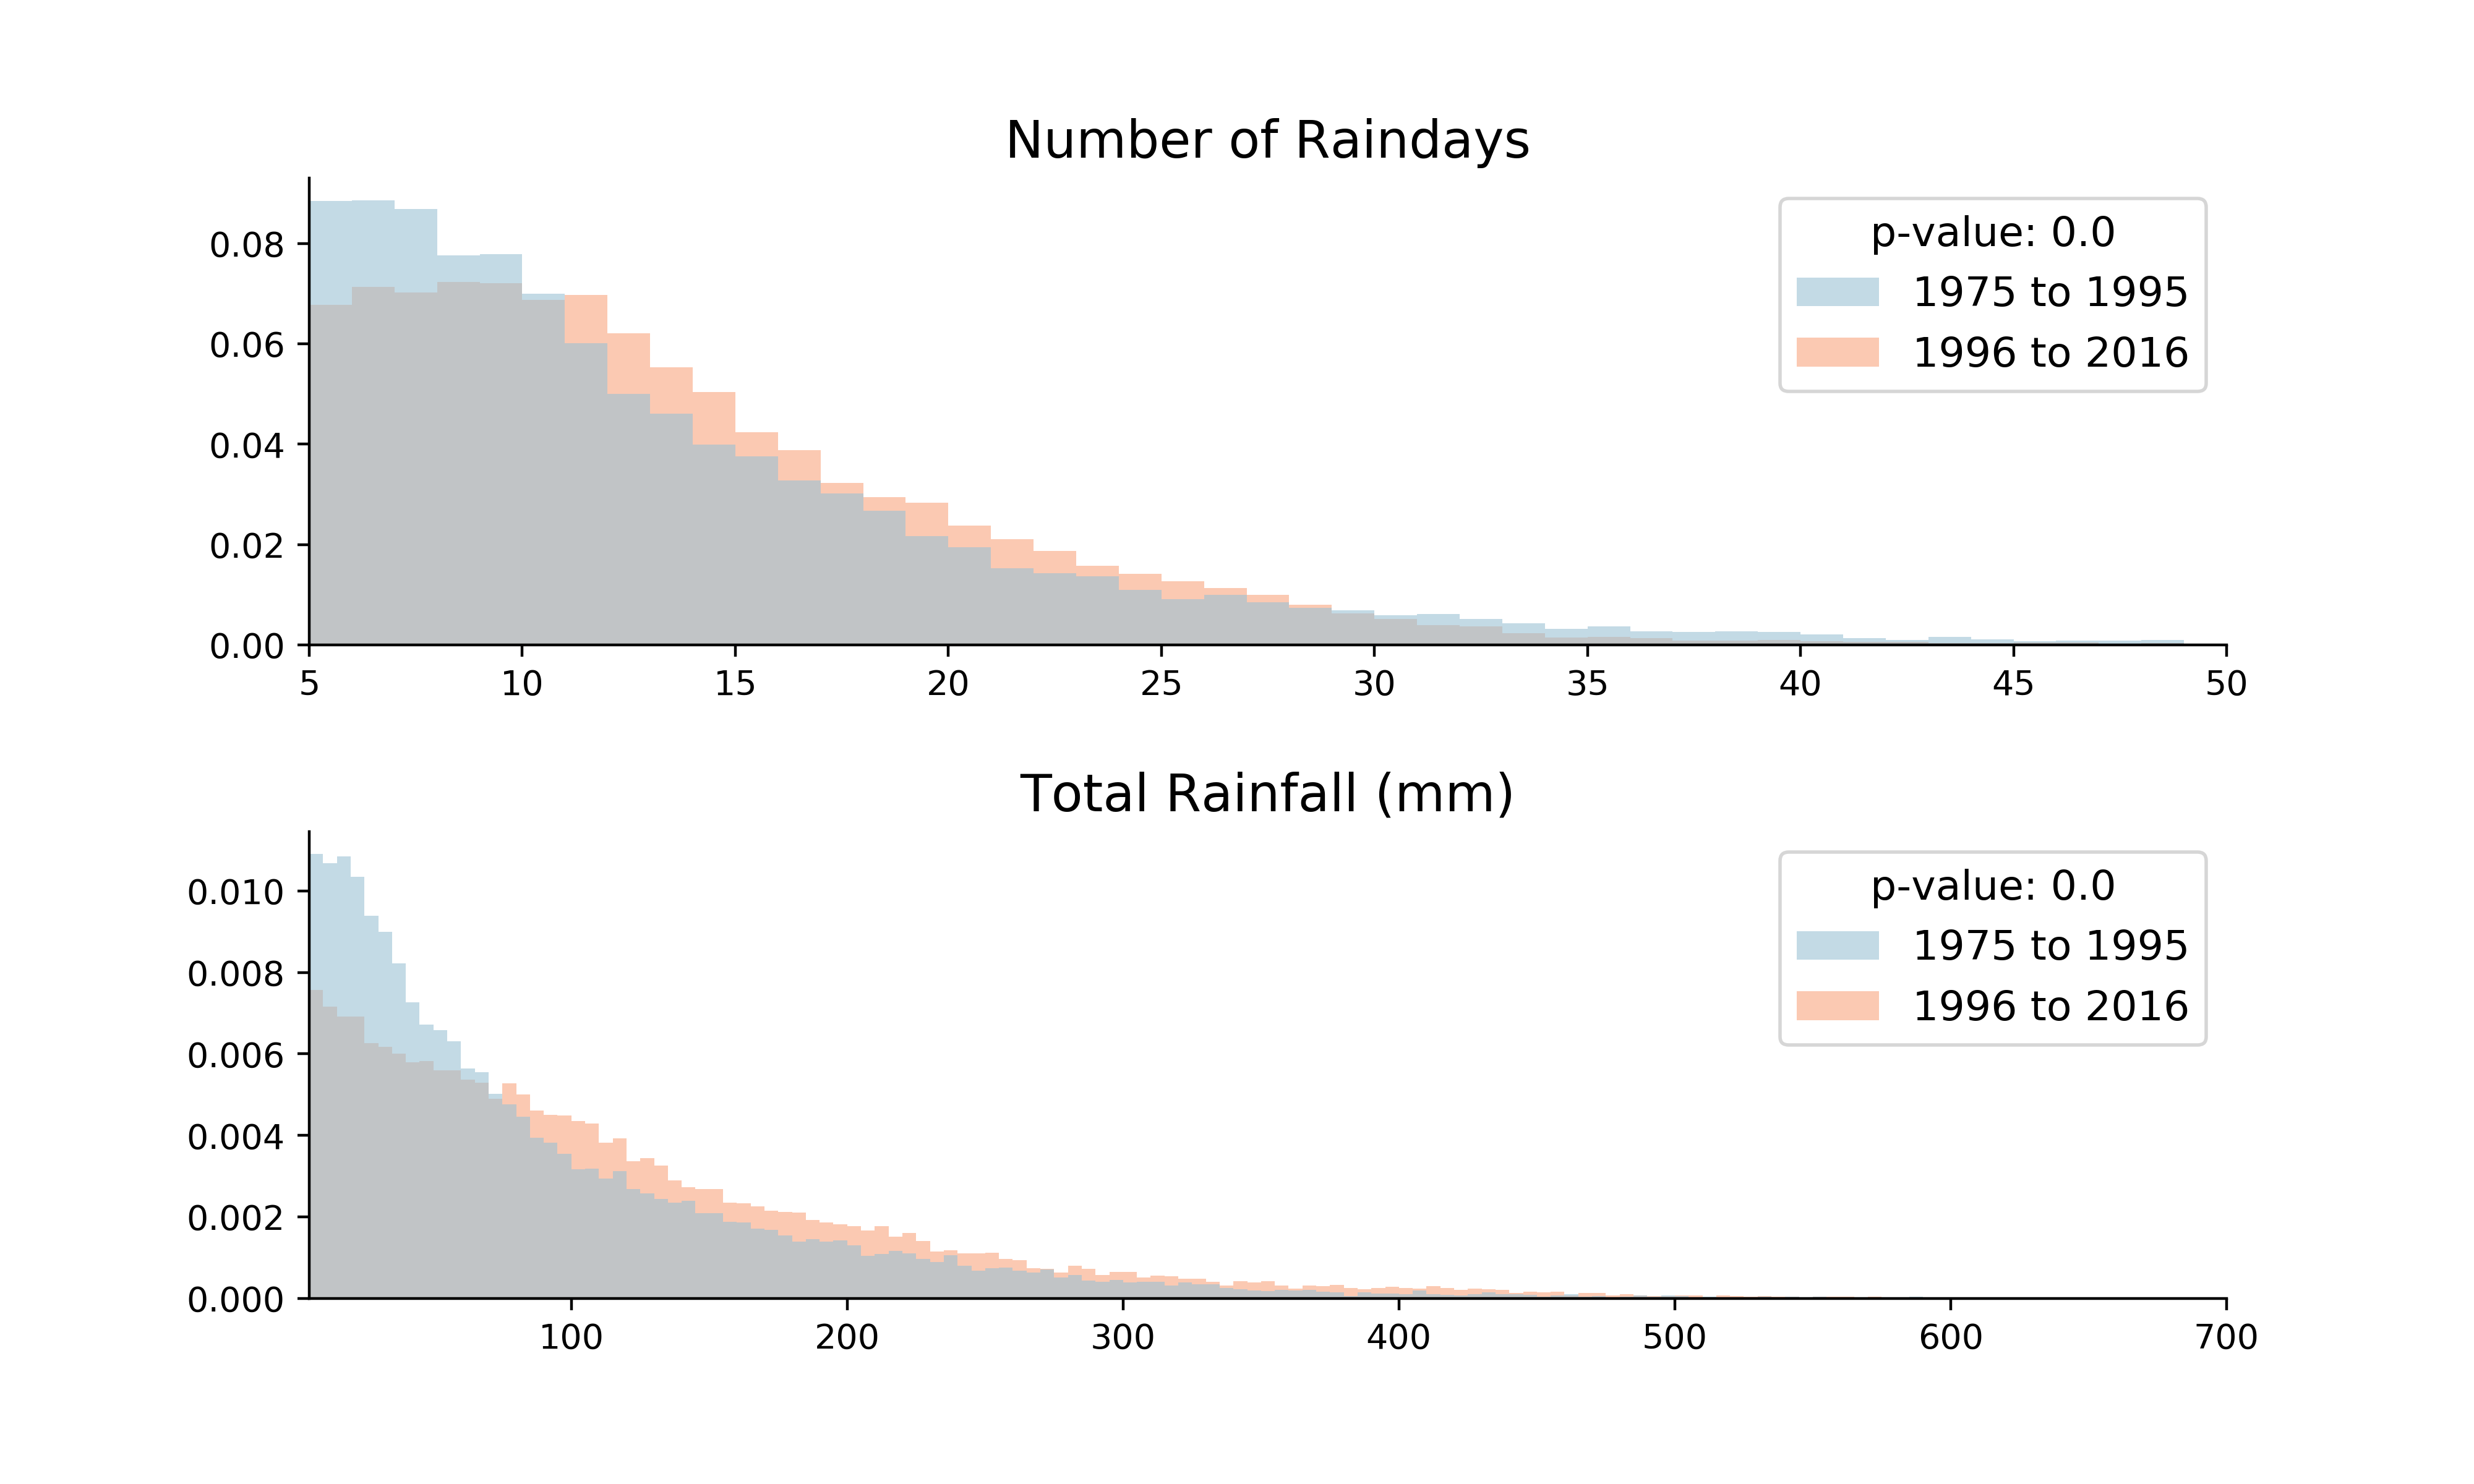 Number of Raindays
p-value: 0.0
1975 to 1995
1996 to 2016
0.08
0.06
0.04
0.02
0.00
5 10 15 20 25 30 35 40 45 50
Total Rainfall (mm)
p-value: 0.0
1975 to 1995
1996 to 2016
0.010
0.008
0.006
0.004
0.002
0.000
100 200 300 400 500 600 700